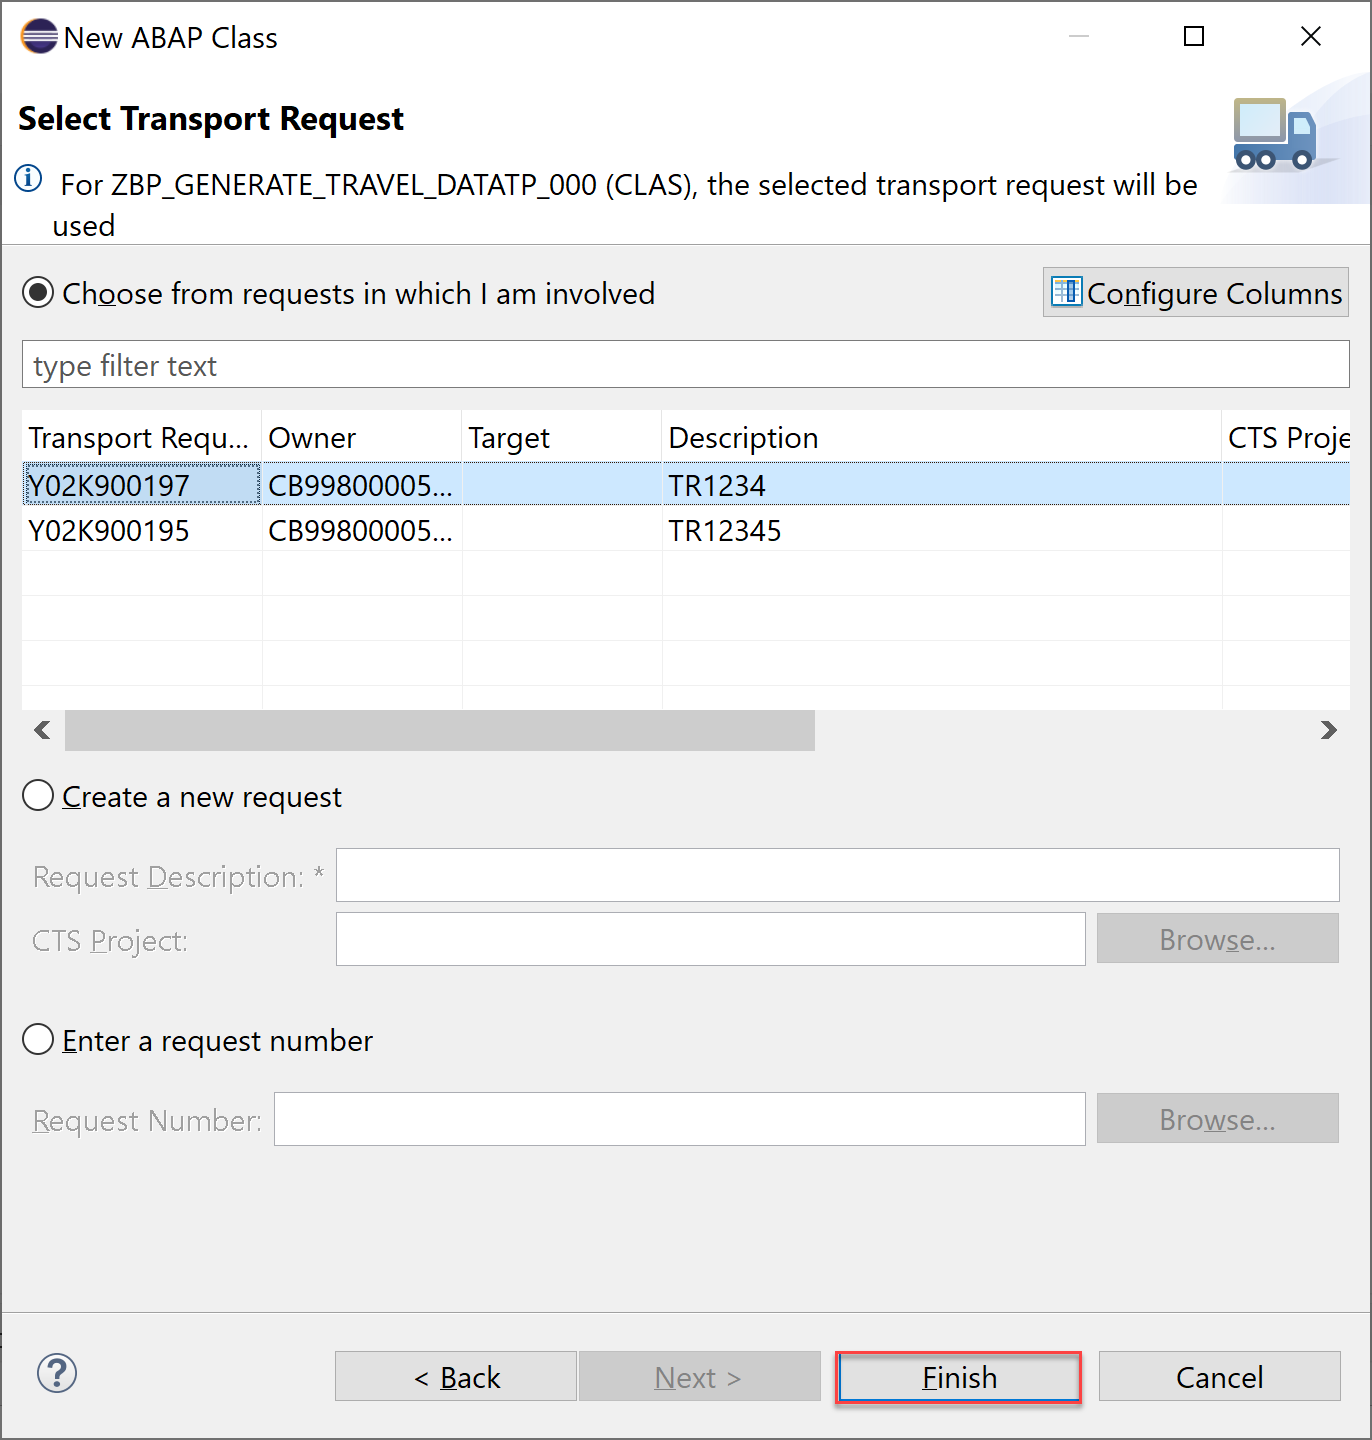 New ABAP Class
Select Transport Request
For ZBP_GENERATE_TRAVEL_DATATP_000 (CLAS), the selected transport request will be
used
Choose from requests in which I am involved
Configure Columns
type filter text
Transport Requ... Owner Target Description CTS Proje
Y02K900197 CB99800005... TR1234
Y02K900195 CB99800005... TR12345
Create a new request
Request Description: *
CTS Project: Browse...
Enter a request number
Request Number: Browse...
? < Back Next > Finish Cancel